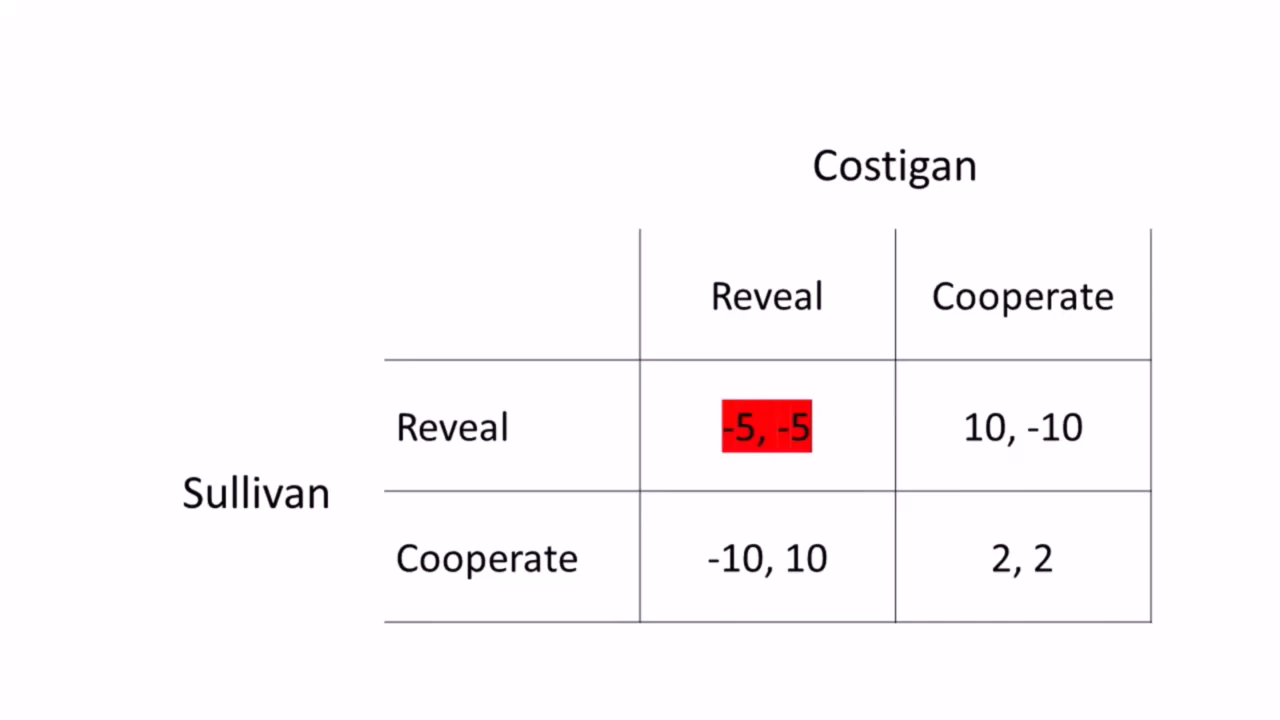 Costigan
Reveal Cooperate
Reveal -5, -5 10, -10
Sullivan
Cooperate -10, 10 2, 2